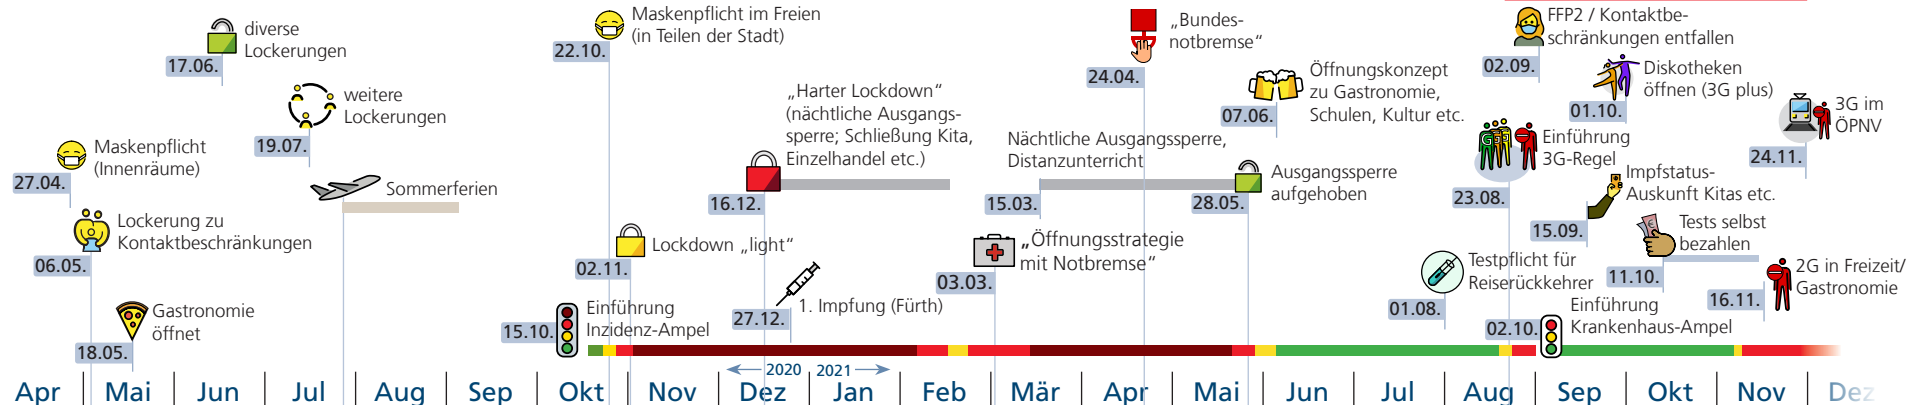 27.04.
Maskenpflicht
(Innenräume)
06.05.
Lockerung zu
Kontaktbeschränkungen
18.05.
Gastronomie
öffnet
17.06.
diverse
Lockerungen
19.07.
weitere
Lockerungen
Sommerferien
15.10.
Einführung
Inzidenz-Ampel
22.10.
Maskenpflicht im Freien
(in Teilen der Stadt)
02.11.
Lockdown „light“
16.12.
„Harter Lockdown“
(nächtliche Ausgangs-
sperre; Schließung Kita,
Einzelhandel etc.)
27.12.
1. Impfung (Fürth)
03.03.
„Öffnungsstrategie
mit Notbremse“
15.03.
Nächtliche Ausgangssperre,
Distanzunterricht
24.04.
„Bundes-
notbremse“
28.05.
Ausgangssperre
aufgehoben
07.06.
Öffnungskonzept
zu Gastronomie,
Schulen, Kultur etc.
01.08.
Testpflicht für
Reiserückkehrer
23.08.
G
Einführung
3G-Regel
02.09.
FFP2 / Kontaktbe-
schränkungen entfallen
02.10.
Einführung
Krankenhaus-Ampel
15.09.
Impfstatus-
Auskunft Kitas etc.
01.10.
Diskotheken
öffnen (3G plus)
11.10.
Tests selbst
bezahlen
16.11.
2G in Freizeit/
Gastronomie
24.11.
3G im
ÖPNV
2020 2021
Apr Mai Jun Jul Aug Sep Okt Nov Dez Jan Feb Mär Apr Mai Jun Jul Aug Sep Okt Nov Dez